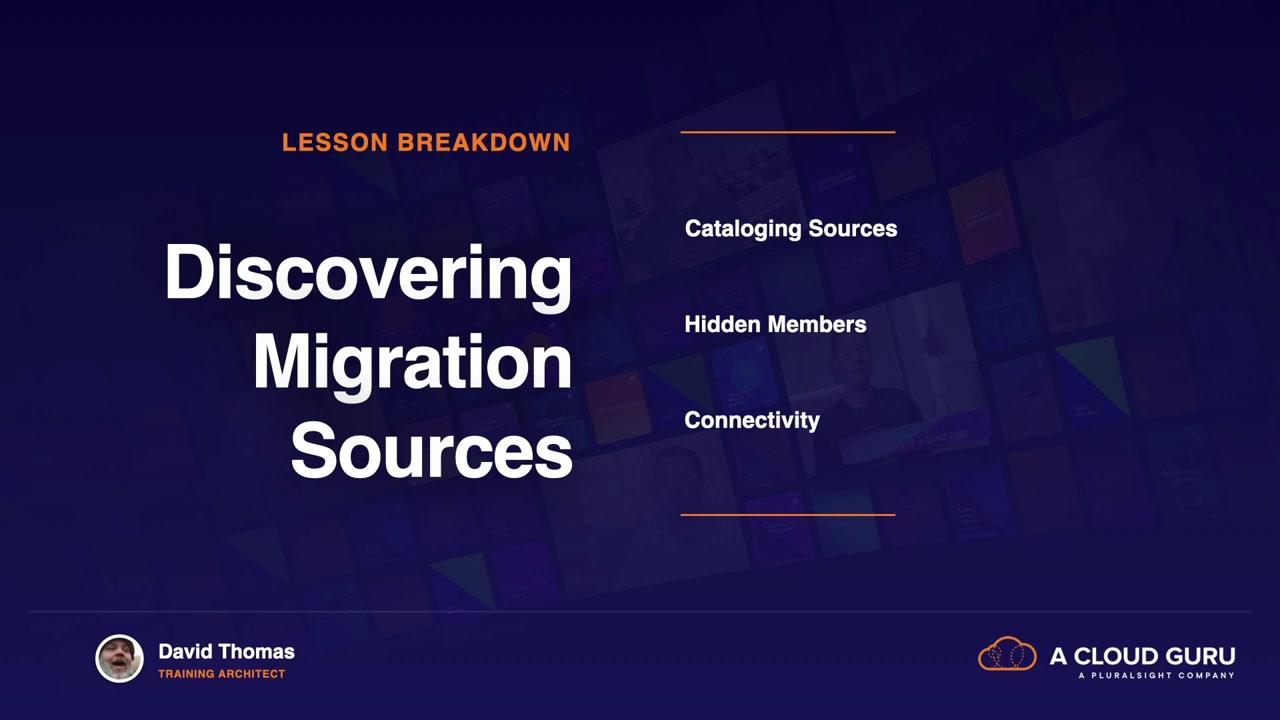 LESSON BREAKDOWN
Discovering
Migration
Sources
Cataloging Sources
Hidden Members
Connectivity
David Thomas
TRAINING ARCHITECT
A CLOUD GURU
A PLURALSIGHT COMPANY